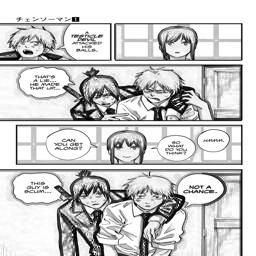 チェンソーマン 1
A
TESTICLE
DEVIL
ATTACKED
HIS
BALLS.
THAT'S
A LIE...
HE MADE
THAT UP...
CAN YOU
GET
ALONG?
SO
WHAT
DO YOU
THINK?
THIS
GUY IS
SCUM...
NOT A
CHANCE.